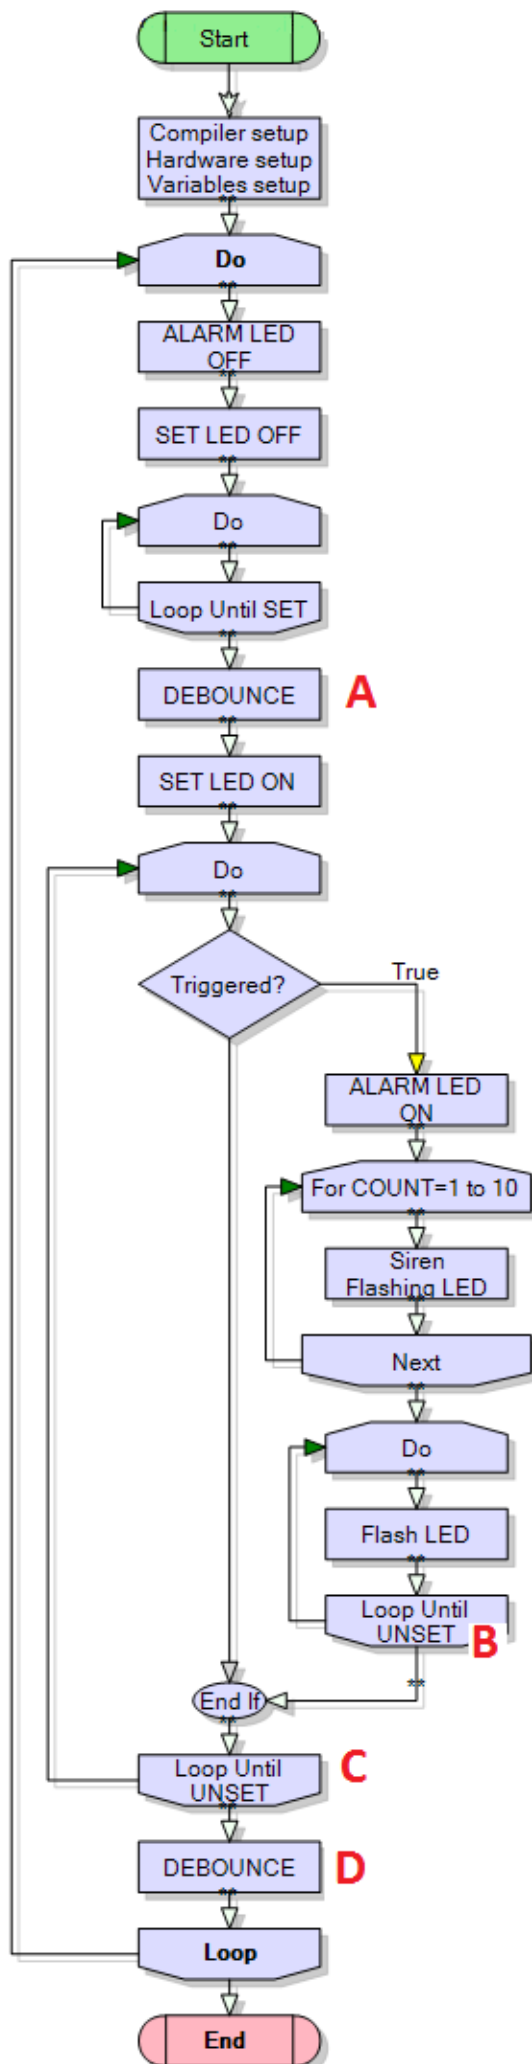 Start
Compiler setup
Hardware setup
Variables setup
**
Do
**
ALARM LED
OFF
**
SET LED OFF
**
Do
**
Loop Until SET
**
DEBOUNCE
A
**
SET LED ON
**
Do
**
Triggered?
True
ALARM LED
ON
**
For COUNT=1 to 10
**
Siren
Flashing LED
**
Next
**
Do
**
Flash LED
**
Loop Until
UNSET
B
**
End If
**
Loop Until
UNSET
C
**
DEBOUNCE
D
**
Loop
End